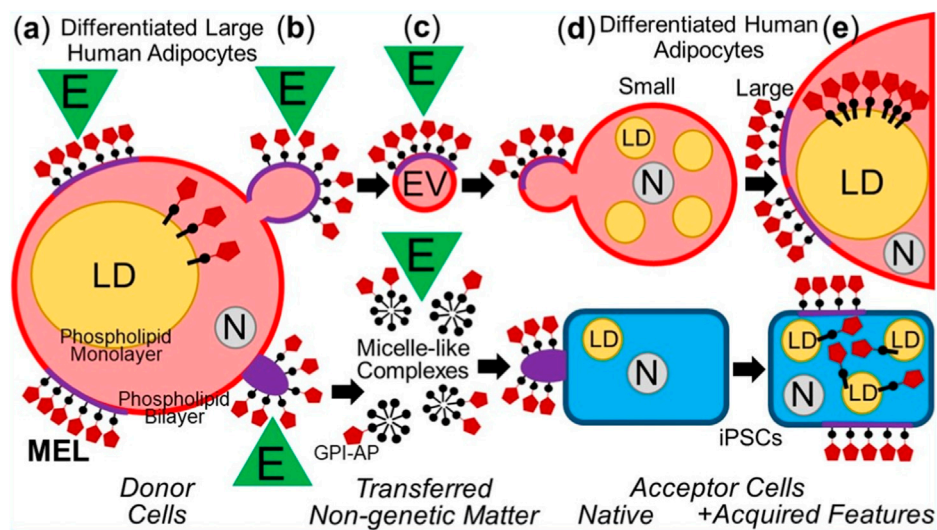 (a) Differentiated Large
Human Adipocytes
(b)
(c)
(d) Differentiated Human
Adipocytes
(e)
E
E
E
Small
Large
LD
N
EV
LD
N
LD
N
Phospholipid
Monolayer
Phospholipid
Bilayer
MEL
E
E
Micelle-like
Complexes
GPI-AP
LD
N
iPSCs
LD
LD
N
LD
Donor
Cells
Transferred
Non-genetic Matter
Acceptor Cells
Native +Acquired Features